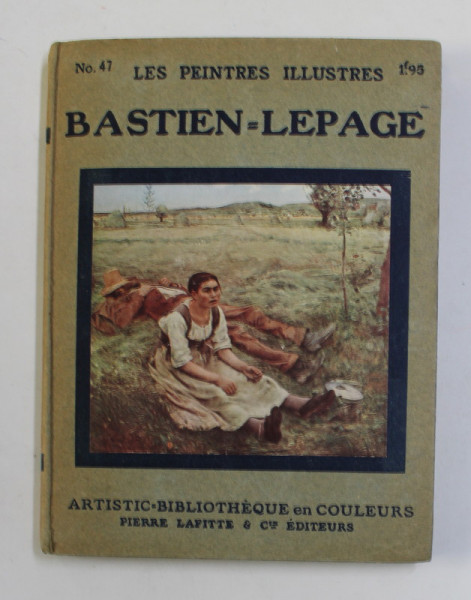 No. 47 LES PEINTRES ILLUSTRES 1f95
BASTIEN=LEPAGE
ARTISTIC=BIBLIOTHÈQUE en COULEURS
PIERRE LAFITTE & Cie ÉDITEURS